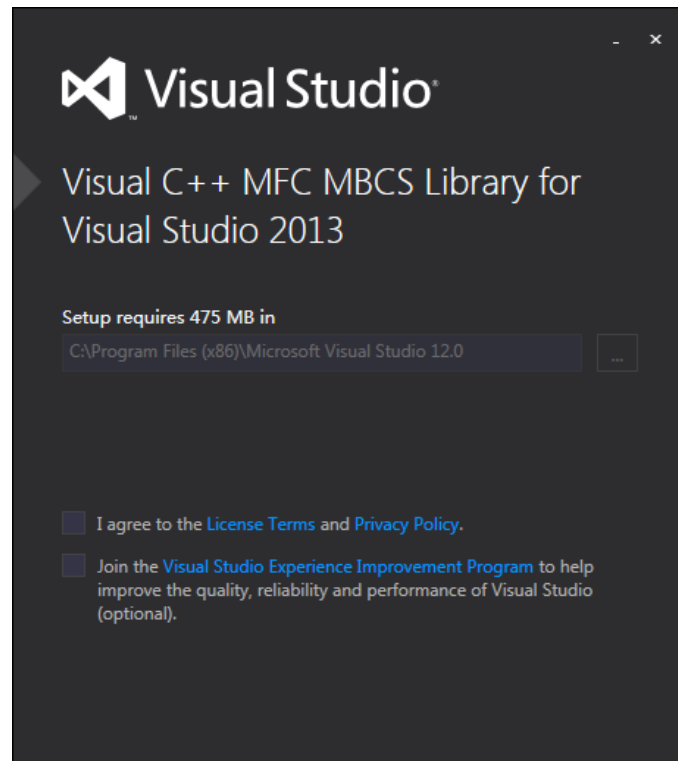 Visual Studio®
™
Visual C++ MFC MBCS Library for
Visual Studio 2013
Setup requires 475 MB in
C:\Program Files (x86)\Microsoft Visual Studio 12.0
...
I agree to the License Terms and Privacy Policy.
Join the Visual Studio Experience Improvement Program to help
improve the quality, reliability and performance of Visual Studio
(optional).